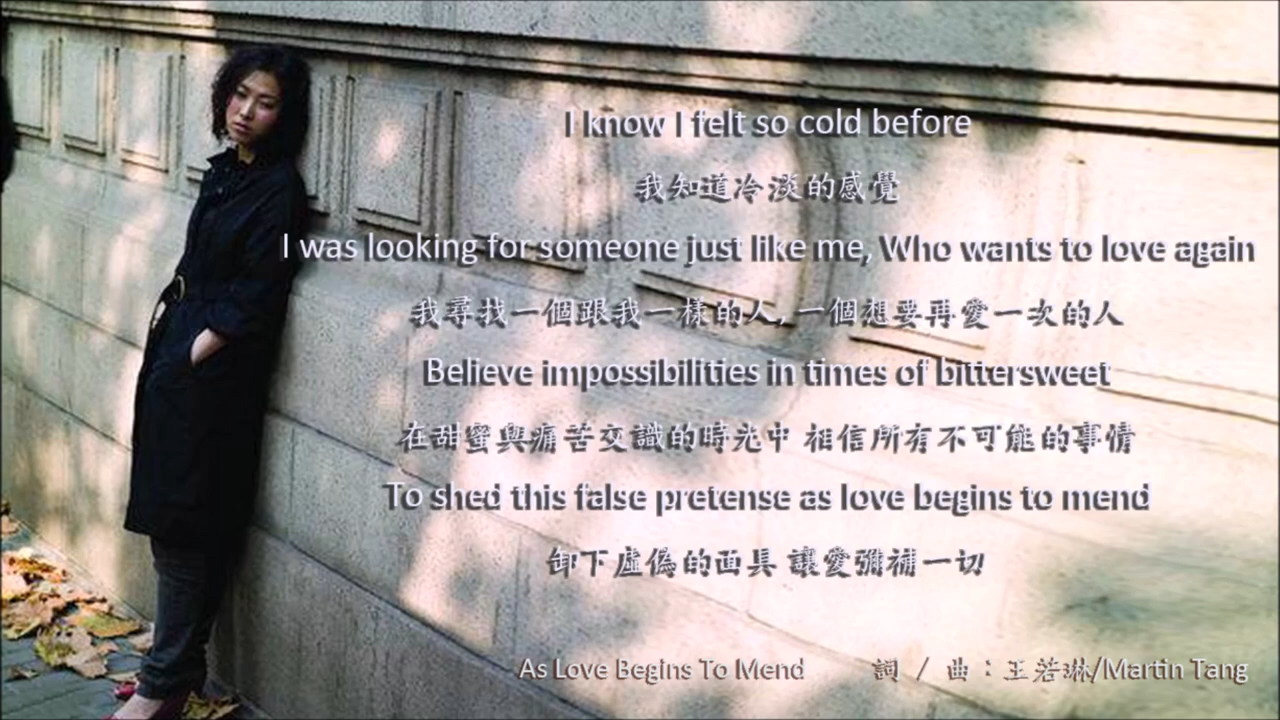 I know I felt so cold before
我知道冷淡的感覺
I was looking for someone just like me, Who wants to love again
我尋找一個跟我一樣的人, 一個想要再愛一次的人
Believe impossibilities in times of bittersweet
在甜蜜與痛苦交識的時光中 相信所有不可能的事情
To shed this false pretense as love begins to mend
卸下虛偽的面具 讓愛彌補一切
As Love Begins To Mend 詞 / 曲：王若琳/Martin Tang